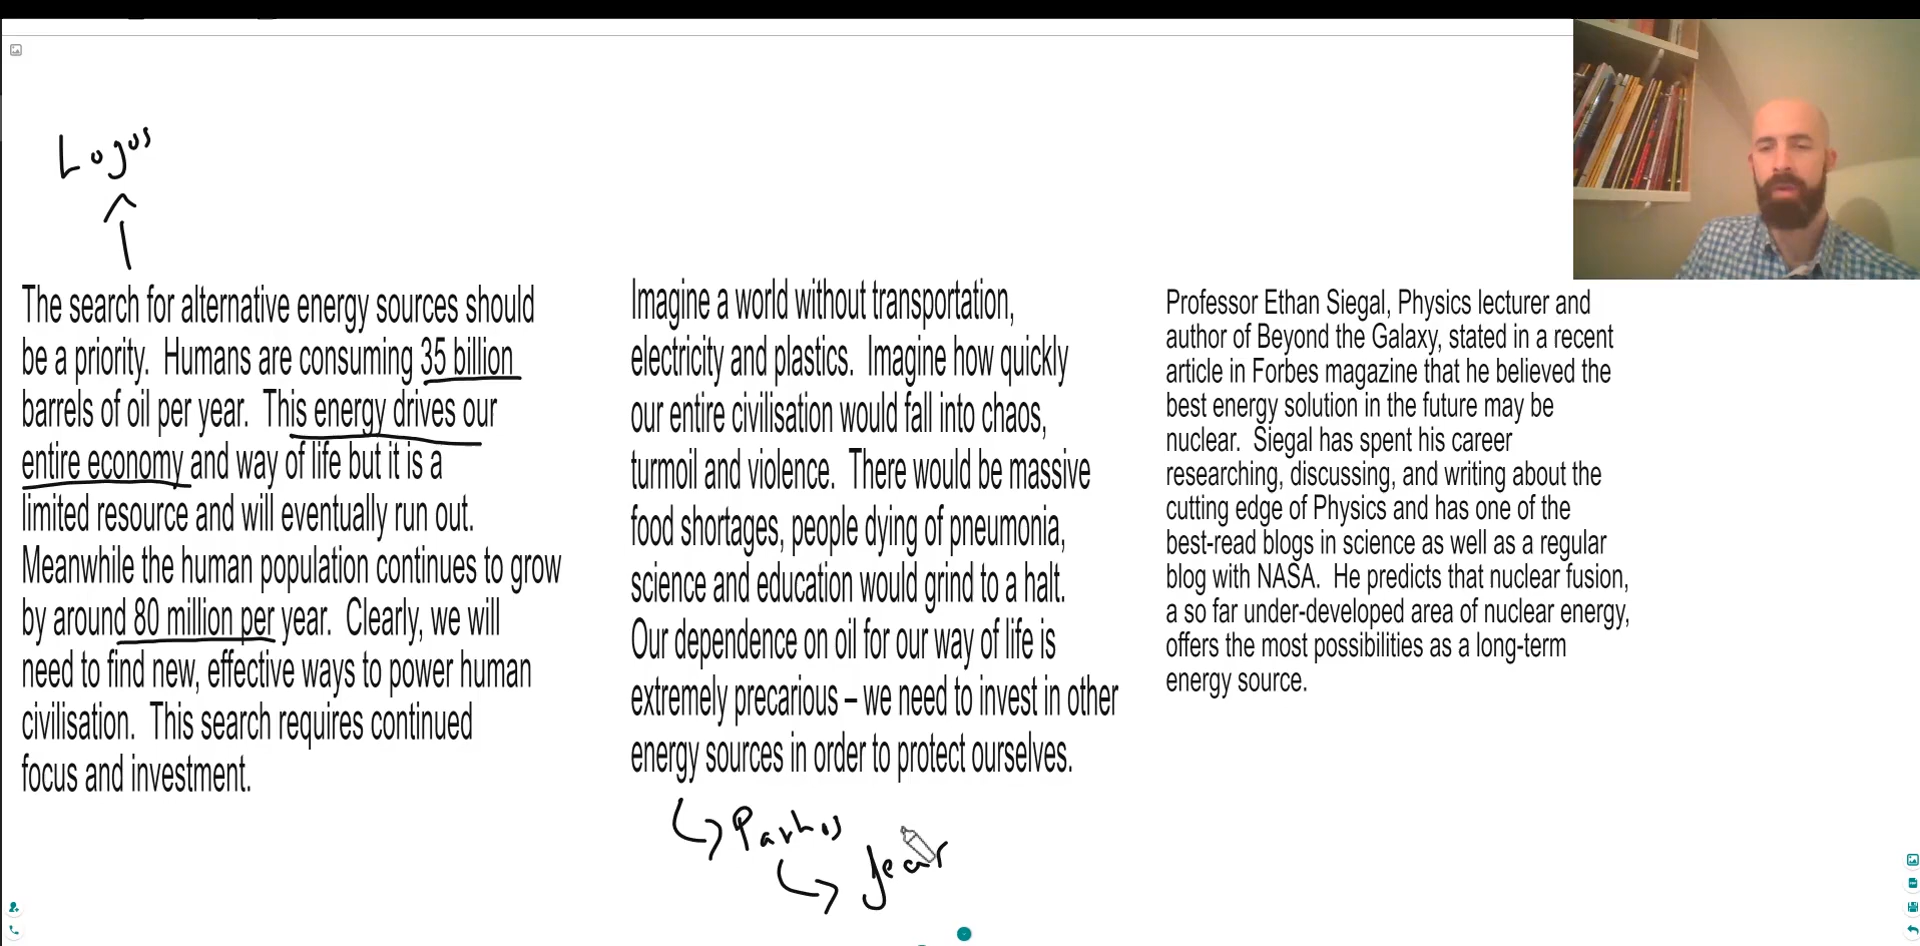 Logos
The search for alternative energy sources should
be a priority.  Humans are consuming 35 billion
barrels of oil per year.  This energy drives our
entire economy and way of life but it is a
limited resource and will eventually run out.
Meanwhile the human population continues to grow
by around 80 million per year.  Clearly, we will
need to find new, effective ways to power human
civilisation.  This search requires continued
focus and investment.
Imagine a world without transportation,
electricity and plastics.  Imagine how quickly
our entire civilisation would fall into chaos,
turmoil and violence.  There would be massive
food shortages, people dying of pneumonia,
science and education would grind to a halt.
Our dependence on oil for our way of life is
extremely precarious – we need to invest in other
energy sources in order to protect ourselves.
Pathos
fear
Professor Ethan Siegal, Physics lecturer and
author of Beyond the Galaxy, stated in a recent
article in Forbes magazine that he believed the
best energy solution in the future may be
nuclear.  Siegal has spent his career
researching, discussing, and writing about the
cutting edge of Physics and has one of the
best-read blogs in science as well as a regular
blog with NASA.  He predicts that nuclear fusion,
a so far under-developed area of nuclear energy,
offers the most possibilities as a long-term
energy source.